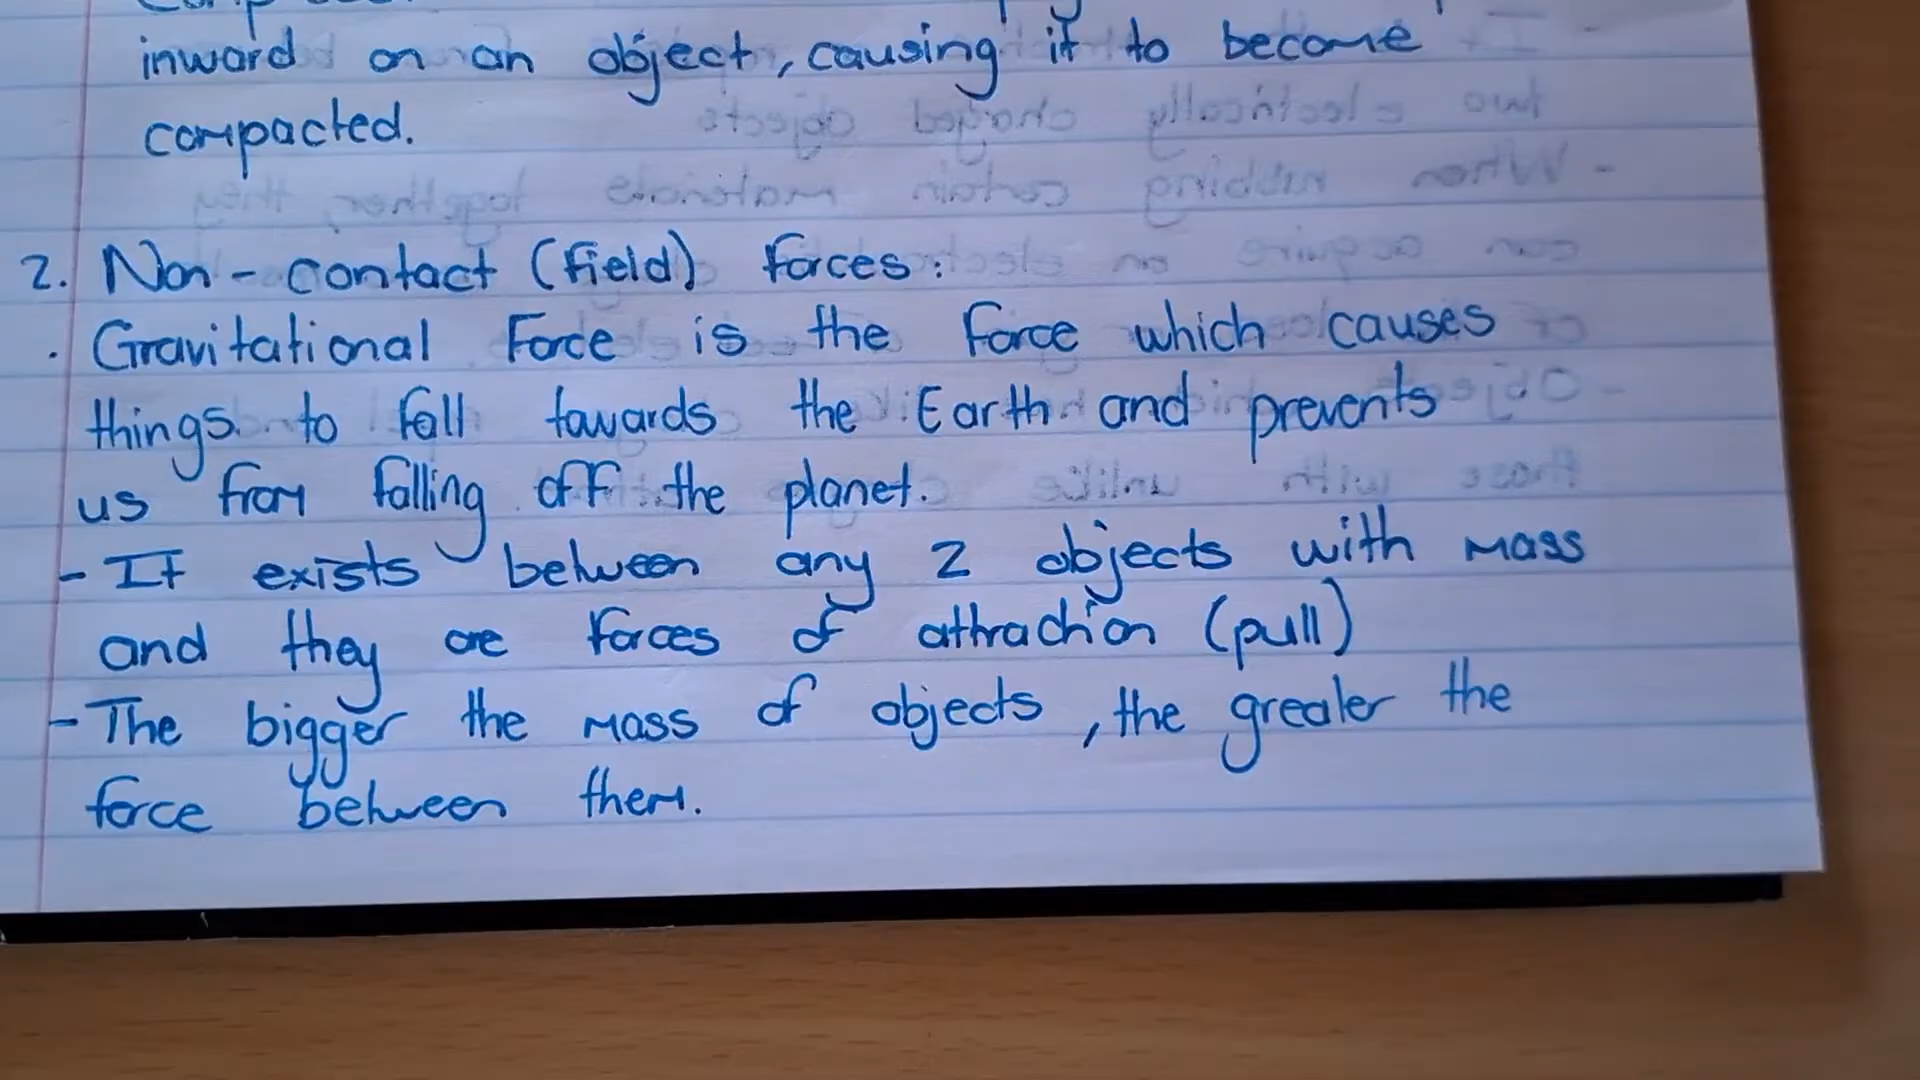 inward on an object, causing it to become
compacted.
2. Non-contact (field) forces:
. Gravitational Force is the force which causes
things to fall towards the Earth and prevents
us from falling off the planet.
- It exists between any 2 objects with mass
and they are forces of attraction (pull)
- The bigger the mass of objects, the greater the
force between them.